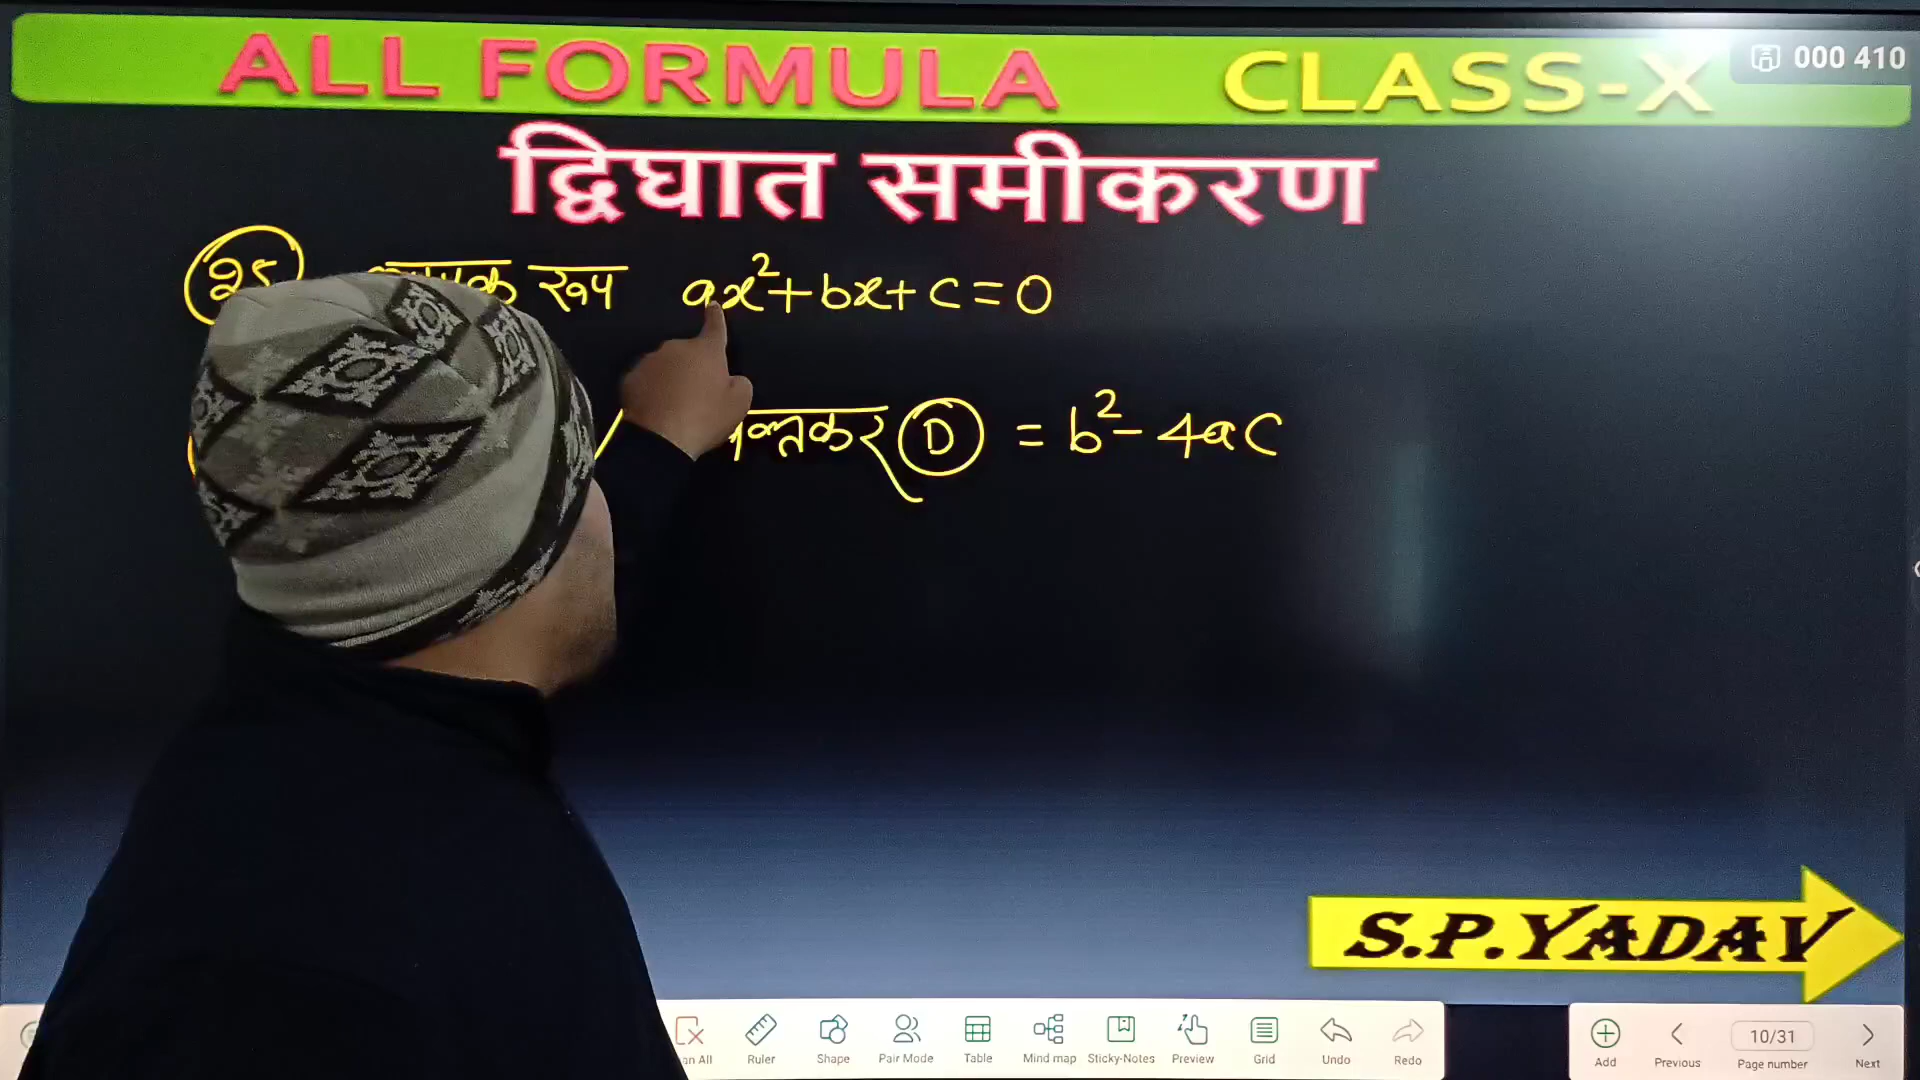 ALL FORMULA CLASS-X
000 410
द्विघात समीकरण
25 रूप ax²+bx+c=0
D = b²-4ac
S.P.YADAV
Ruler Shape Pair Mode Table Mind map Sticky-Notes Preview Grid Undo Redo
Add Previous 10/31 Page number Next